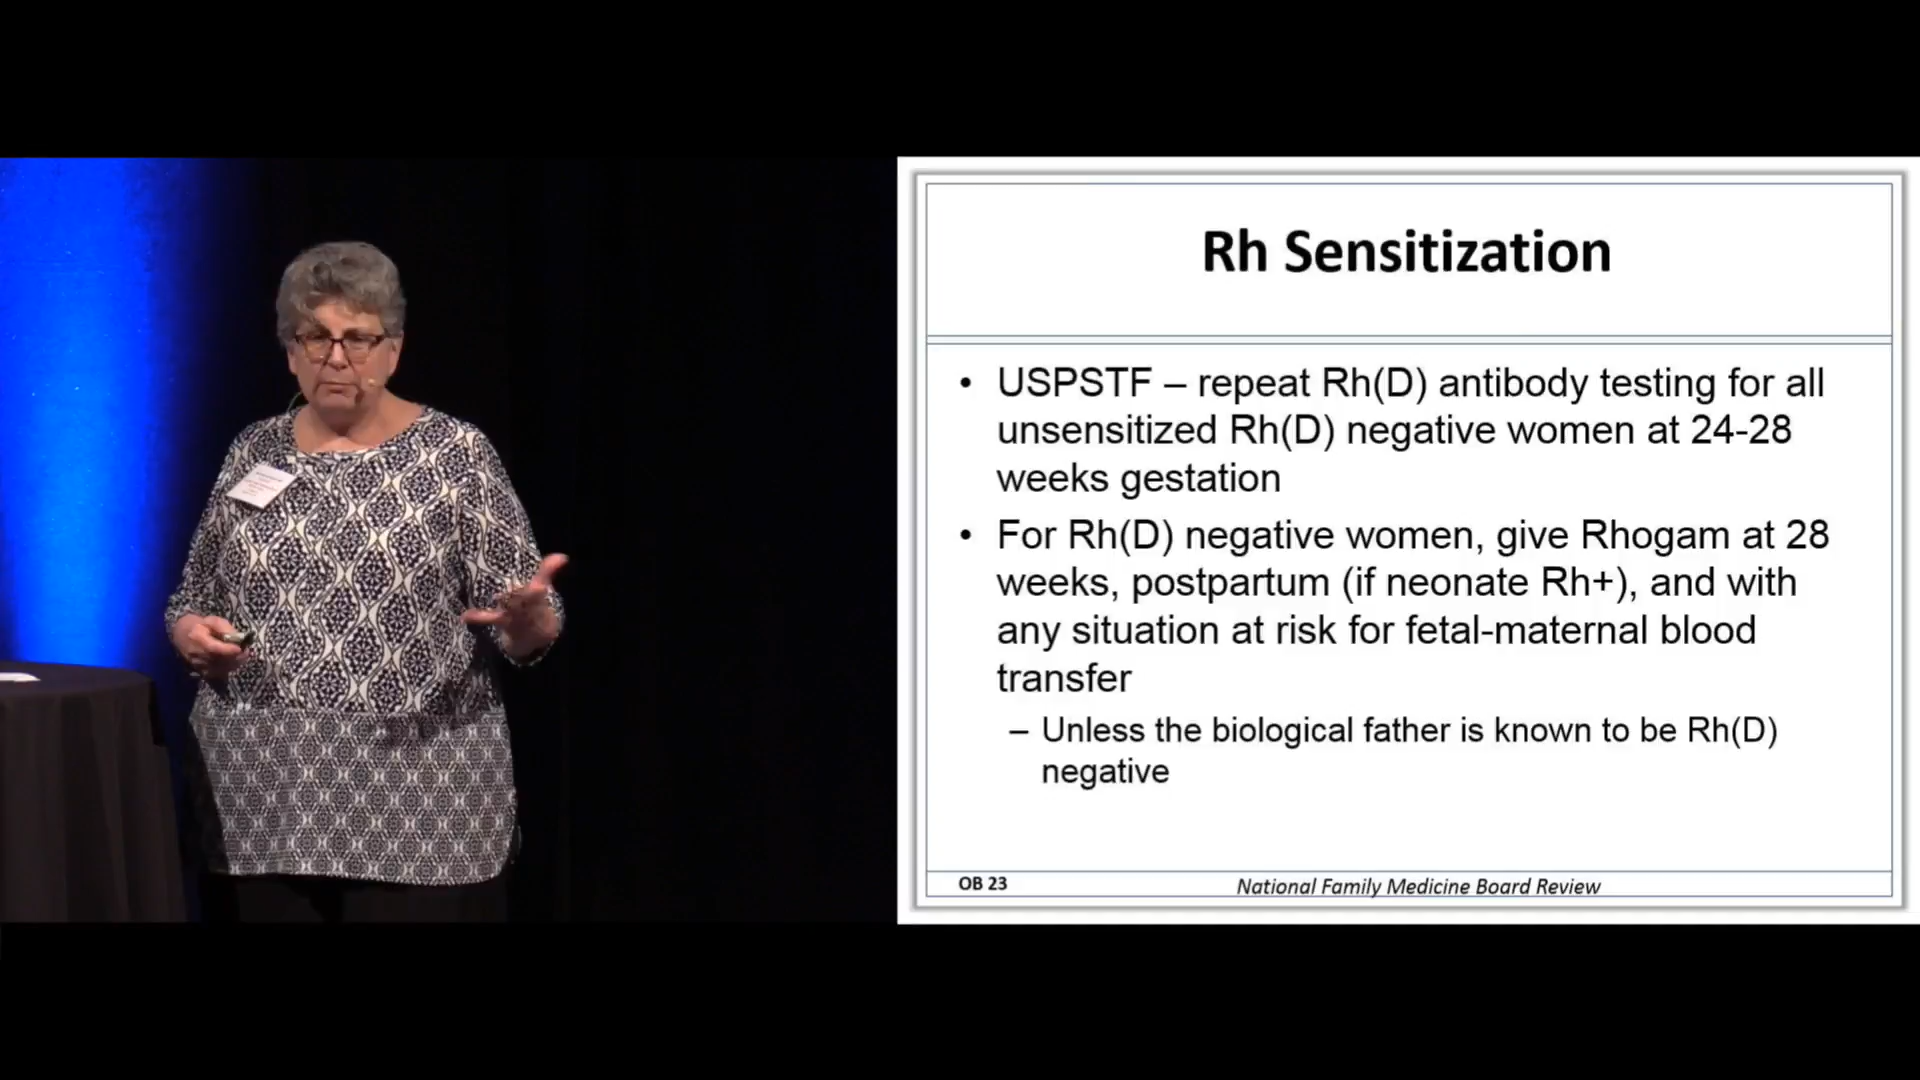 Rh Sensitization
• USPSTF – repeat Rh(D) antibody testing for all
unsensitized Rh(D) negative women at 24-28
weeks gestation
• For Rh(D) negative women, give Rhogam at 28
weeks, postpartum (if neonate Rh+), and with
any situation at risk for fetal-maternal blood
transfer
– Unless the biological father is known to be Rh(D)
negative
OB 23
National Family Medicine Board Review